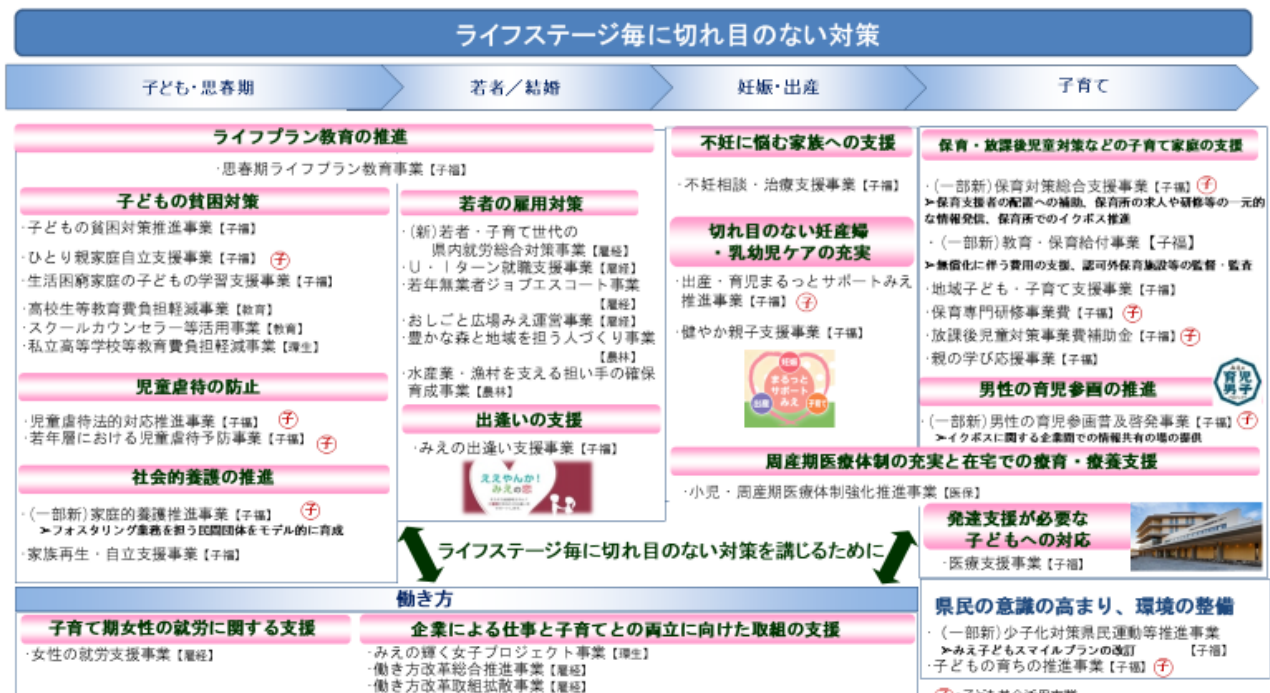 ライフステージ毎に切れ目のない対策
子ども・思春期
若者／結婚
妊娠・出産
子育て
ライフプラン教育の推進
・思春期ライフプラン教育事業【子福】
子どもの貧困対策
・子どもの貧困対策推進事業【子福】
・ひとり親家庭自立支援事業【子福】 子
・生活困窮家庭の子どもの学習支援事業【子福】
・高校生等教育費負担軽減事業【教育】
・スクールカウンセラー等活用事業【教育】
・私立高等学校等教育費負担軽減事業【環生】
児童虐待の防止
・児童虐待法的対応推進事業【子福】 子
・若年層における児童虐待予防事業【子福】 子
社会的養護の推進
・（一部新）家庭的養護推進事業【子福】 子
➤フォスタリング業務を担う民間団体をモデル的に育成
・家族再生・自立支援事業【子福】
若者の雇用対策
・（新）若者・子育て世代の
県内就労総合対策事業【雇経】
・Ｕ・Ｉターン就職支援事業【雇経】
・若年無業者ジョブエスコート事業
【雇経】
・おしごと広場みえ運営事業【雇経】
・豊かな森と地域を担う人づくり事業
【農林】
・水産業・漁村を支える担い手の確保
育成事業【農林】
出逢いの支援
・みえの出逢い支援事業【子福】
ええやんか！
みえの恋
不妊に悩む家族への支援
・不妊相談・治療支援事業【子福】
切れ目のない妊産婦
・乳幼児ケアの充実
・出産・育児まるっとサポートみえ
推進事業【子福】 子
・健やか親子支援事業【子福】
妊娠
まるっと
サポート
みえ
出産
子育て
保育・放課後児童対策などの子育て家庭の支援
・（一部新）保育対策総合支援事業【子福】 子
➤保育支援者の配置への補助、保育所の求人や研修等の一元的
な情報発信、保育所でのイクボス推進
・（一部新）教育・保育給付事業【子福】
➤無償化に伴う費用の支援、認可外保育施設等の監督・監査
・地域子ども・子育て支援事業【子福】
・保育専門研修事業費【子福】 子
・放課後児童対策事業費補助金【子福】 子
・親の学び応援事業【子福】
男性の育児参画の推進
みえの
育児
男子
・（一部新）男性の育児参画普及啓発事業【子福】 子
➤イクボスに関する企業間での情報共有の場の提供
周産期医療体制の充実と在宅での療育・療養支援
・小児・周産期医療体制強化推進事業【医保】
発達支援が必要な
子どもへの対応
・医療支援事業【子福】
ライフステージ毎に切れ目のない対策を講じるために
働き方
子育て期女性の就労に関する支援
・女性の就労支援事業【雇経】
企業による仕事と子育てとの両立に向けた取組の支援
・みえの輝く女子プロジェクト事業【環生】
・働き方改革総合推進事業【雇経】
・働き方改革取組拡散事業【雇経】
県民の意識の高まり、環境の整備
・（一部新）少子化対策県民運動等推進事業
➤みえ子どもスマイルプランの改訂 【子福】
・子どもの育ちの推進事業【子福】 子